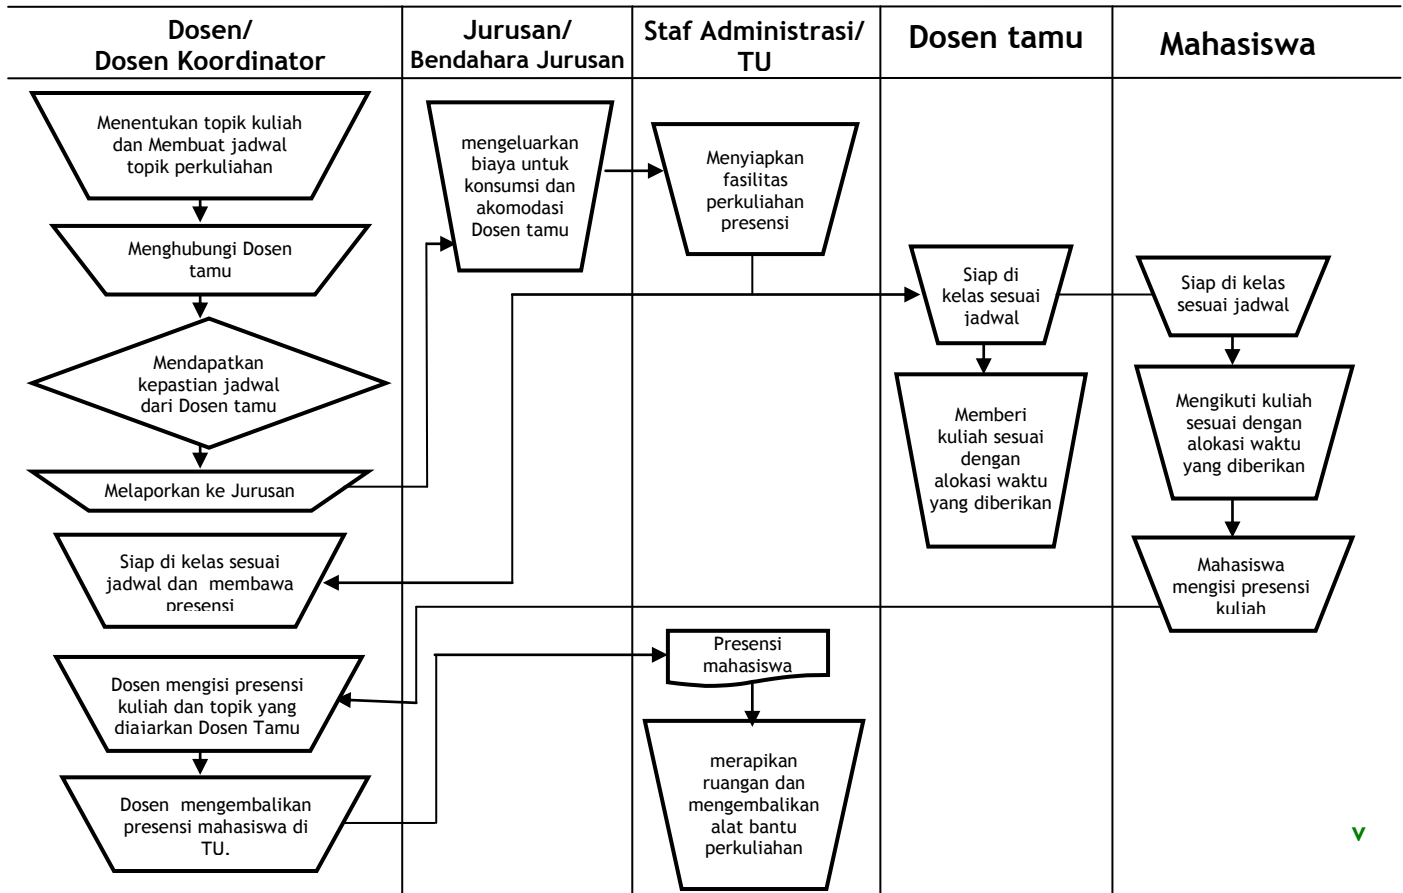 Dosen/
Dosen Koordinator
Jurusan/
Bendahara Jurusan
Staf Administrasi/
TU
Dosen tamu
Mahasiswa
Menentukan topik kuliah
dan Membuat jadwal
topik perkuliahan
Menghubungi Dosen
tamu
Mendapatkan
kepastian jadwal
dari Dosen tamu
Melaporkan ke Jurusan
Siap di kelas sesuai
jadwal dan membawa
presensi
Dosen mengisi presensi
kuliah dan topik yang
diajarkan Dosen Tamu
Dosen mengembalikan
presensi mahasiswa di
TU.
mengeluarkan
biaya untuk
konsumsi dan
akomodasi
Dosen tamu
Menyiapkan
fasilitas
perkuliahan
presensi
Presensi
mahasiswa
merapikan
ruangan dan
mengembalikan
alat bantu
perkuliahan
Siap di
kelas sesuai
jadwal
Memberi
kuliah sesuai
dengan
alokasi waktu
yang diberikan
Siap di kelas
sesuai jadwal
Mengikuti kuliah
sesuai dengan
alokasi waktu
yang diberikan
Mahasiswa
mengisi presensi
kuliah
v